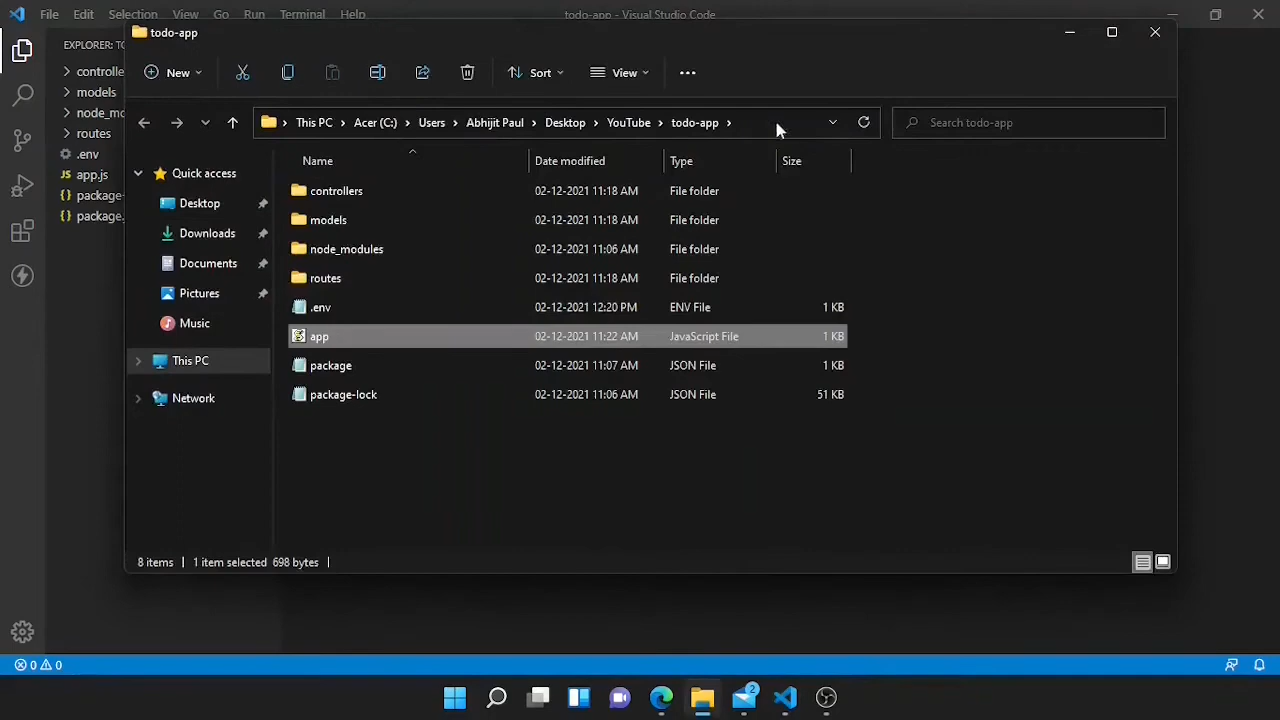 File Edit Selection View Go Run Terminal Help
todo-app - Visual Studio Code
EXPLORER: TO
controlle
models
node_mo
routes
.env
app.js
package-
package.
todo-app
New
Sort
View
This PC > Acer (C:) > Users > Abhijit Paul > Desktop > YouTube > todo-app >
Search todo-app
Quick access
Desktop
Downloads
Documents
Pictures
Music
This PC
Network
Name Date modified Type Size
controllers 02-12-2021 11:18 AM File folder
models 02-12-2021 11:18 AM File folder
node_modules 02-12-2021 11:06 AM File folder
routes 02-12-2021 11:18 AM File folder
.env 02-12-2021 12:20 PM ENV File 1 KB
app 02-12-2021 11:22 AM JavaScript File 1 KB
package 02-12-2021 11:07 AM JSON File 1 KB
package-lock 02-12-2021 11:06 AM JSON File 51 KB
8 items 1 item selected 698 bytes
0 0
2